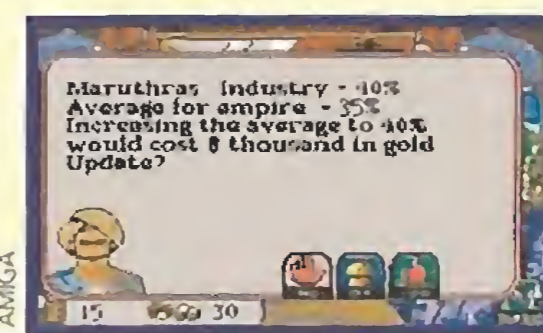 Maruthras Industry - 40%
Average for empire - 35%
Increasing the average to 40%
would cost 8 thousand in gold
Update?
15 30
AMIGA